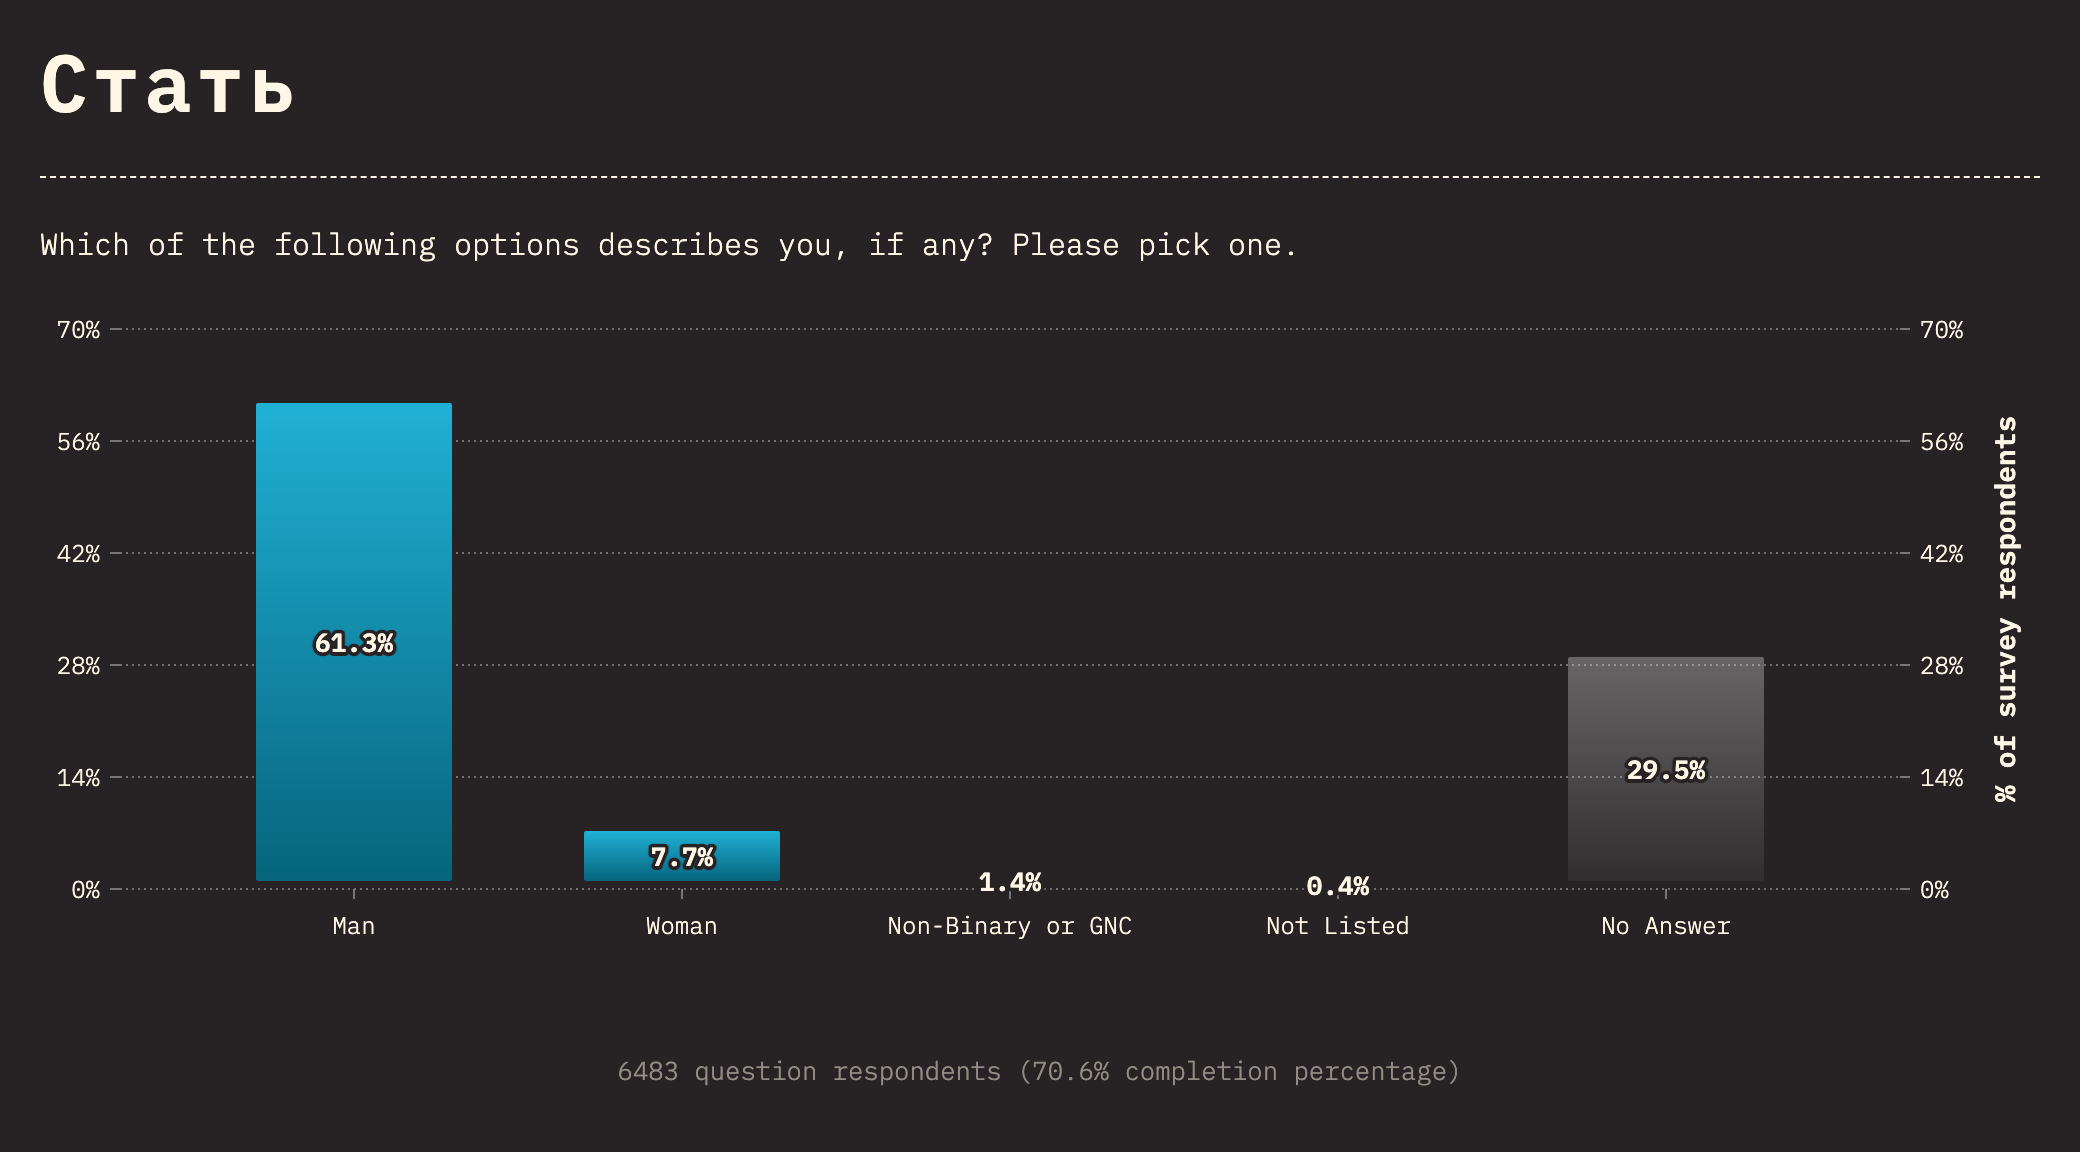 Стать
Which of the following options describes you, if any? Please pick one.
70%
56%
42%
28%
14%
0%
61.3%
7.7%
1.4%
0.4%
29.5%
Man
Woman
Non-Binary or GNC
Not Listed
No Answer
70%
56%
42%
28%
14%
0%
% of survey respondents
6483 question respondents (70.6% completion percentage)